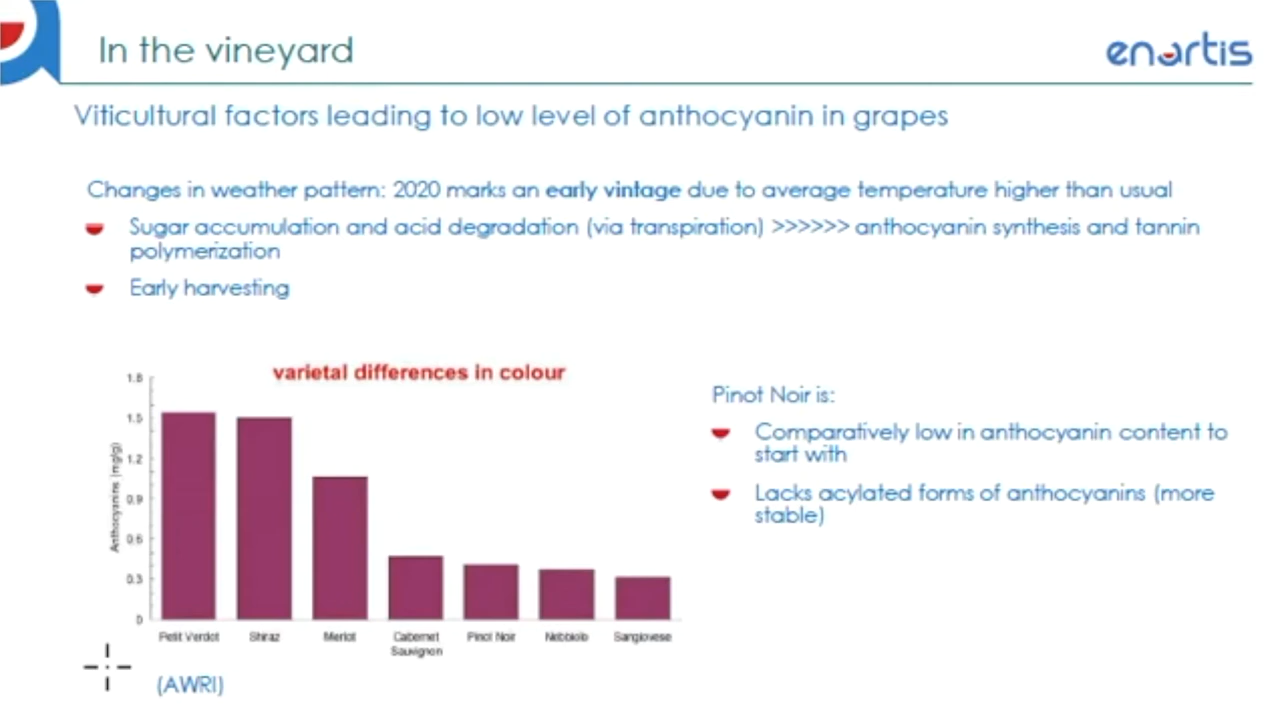 In the vineyard
enartis
Viticultural factors leading to low level of anthocyanin in grapes
Changes in weather pattern: 2020 marks an early vintage due to average temperature higher than usual
Sugar accumulation and acid degradation (via transpiration) >>>>>> anthocyanin synthesis and tannin
polymerization
Early harvesting
varietal differences in colour
Anthocyanins (mg/g)
1.8
1.5
1.2
0.9
0.6
0.3
0
Petit Verdot Shiraz Merlot Cabernet Pinot Noir Nebbiolo Sangiovese
Sauvignon
(AWRI)
Pinot Noir is:
Comparatively low in anthocyanin content to
start with
Lacks acylated forms of anthocyanins (more
stable)